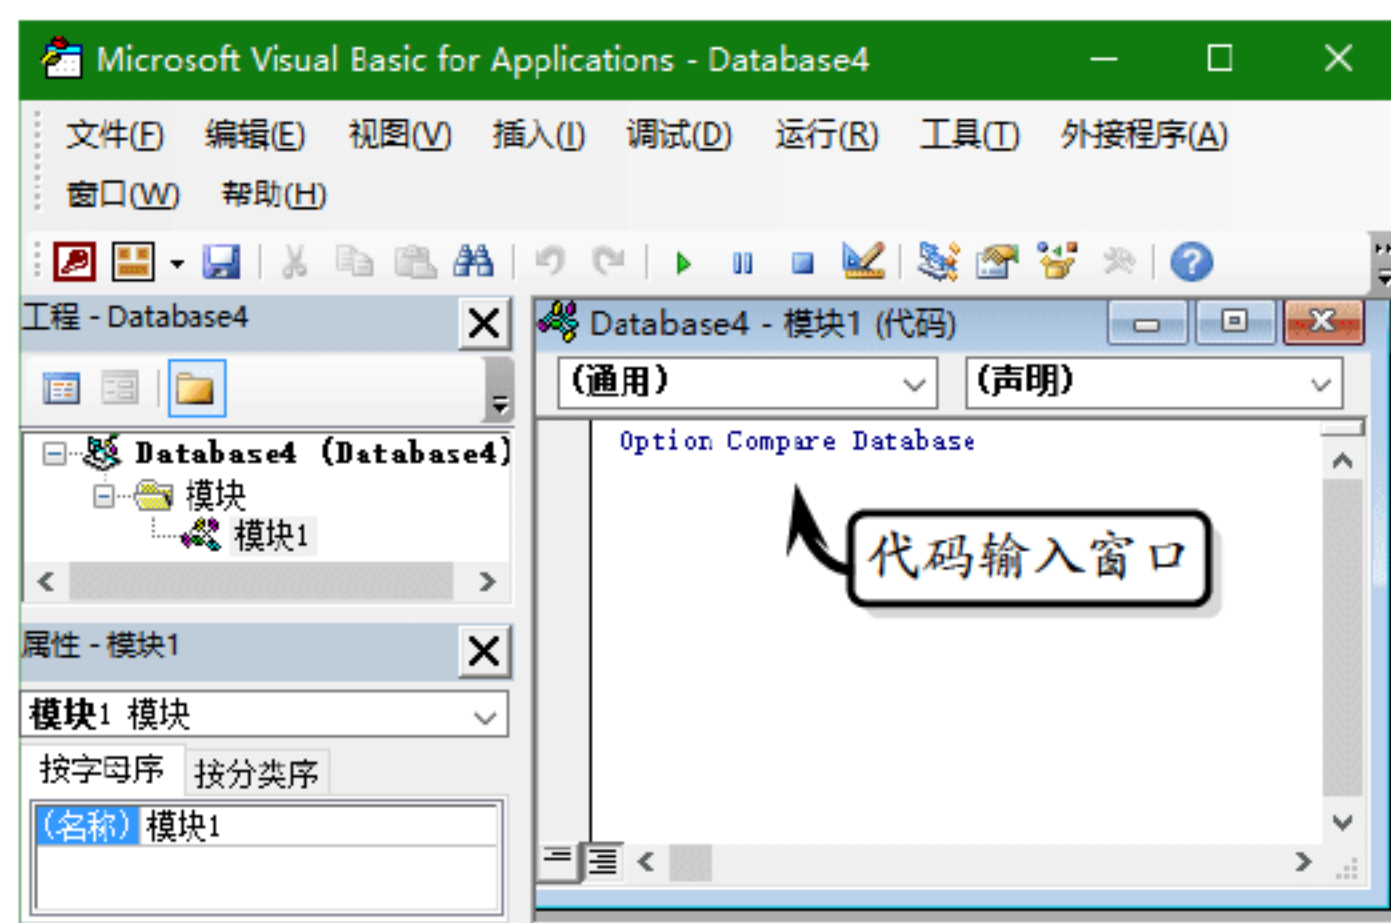 Microsoft Visual Basic for Applications - Database4
文件(F) 编辑(E) 视图(V) 插入(I) 调试(D) 运行(R) 工具(T) 外接程序(A)
窗口(W) 帮助(H)
工程 - Database4
Database4 (Database4)
模块
模块1
属性 - 模块1
模块1 模块
按字母序 按分类序
(名称) 模块1
Database4 - 模块1 (代码)
(通用) (声明)
Option Compare Database
代码输入窗口